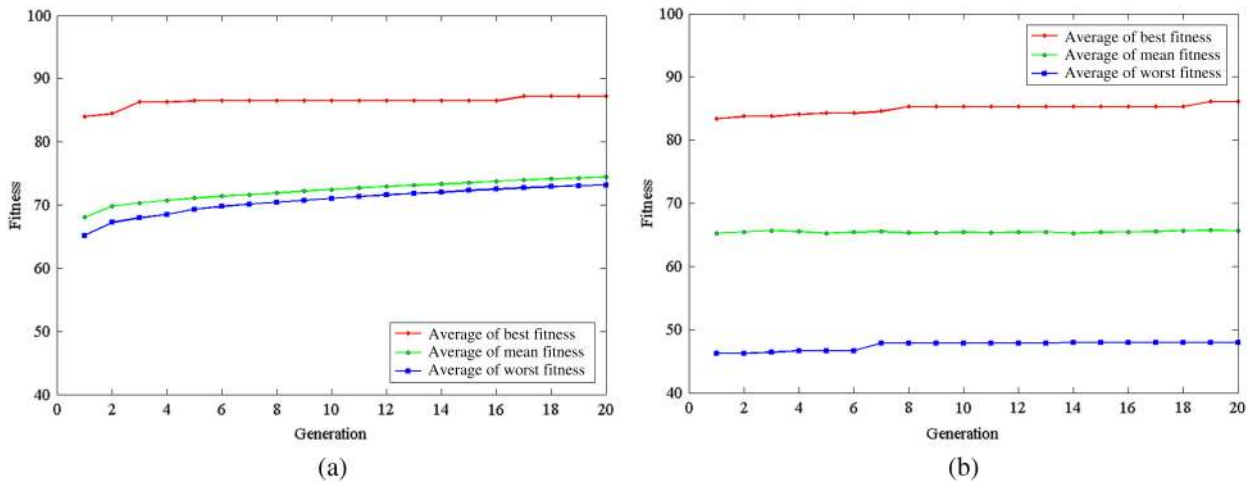 100
90
80
70
60
50
40
Fitness
Average of best fitness
Average of mean fitness
Average of worst fitness
0 2 4 6 8 10 12 14 16 18 20
Generation
(a)
100
90
80
70
60
50
40
Fitness
Average of best fitness
Average of mean fitness
Average of worst fitness
0 2 4 6 8 10 12 14 16 18 20
Generation
(b)